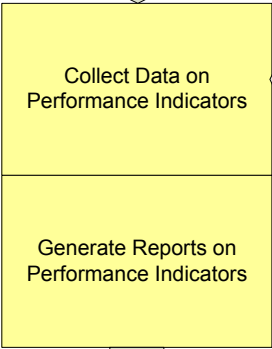 Collect Data on
Performance Indicators
Generate Reports on
Performance Indicators